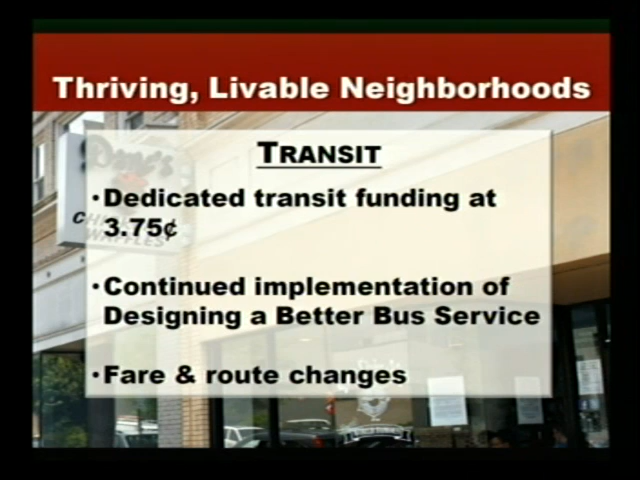 Thriving, Livable Neighborhoods
TRANSIT
•Dedicated transit funding at
3.75¢
•Continued implementation of
Designing a Better Bus Service
•Fare & route changes